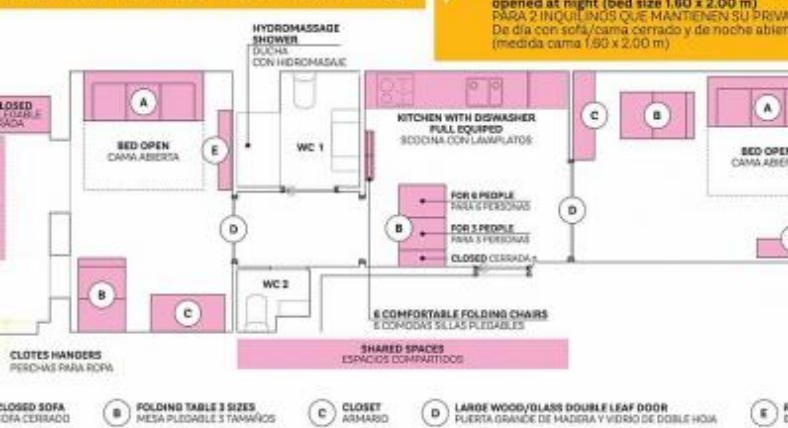 opened at night (bed size 1.60 x 2.00 m)
PARA 2 INQUILINOS QUE MANTIENEN SU PRIVA
De día con sofá/cama cerrado y de noche abier
(medida cama 1,60 x 2.00 m)
HYDROMASSAGE
SHOWER
DUCHA
CON HIDROMASAJE
LOSED
LEGABLE
RADA
A
BED OPEN
CAMA ABIERTA
E
WC 1
KITCHEN WITH DISWASHER
FULL EQUIPED
SCOCINA CON LAVAPLATOS
C
B
A
BED OPEN
CAMA ABIER
FOR 6 PEOPLE
PARA 6 PERSONAS
FOR 3 PEOPLE
PARA 3 PERSONAS
CLOSED CERRADA
B
D
D
WC 2
B
C
6 COMFORTABLE FOLDING CHAIRS
6 COMODAS SILLAS PLEGABLES
SHARED SPACES
ESPACIOS COMPARTIDOS
CLOTES HANGERS
PERCHAS PARA ROPA
CLOSED SOFA
SOFA CERRADO
B FOLDING TABLE 3 SIZES
MESA PLEGABLE 3 TAMAÑOS
C CLOSET
ARMARIO
D LARGE WOOD/GLASS DOUBLE LEAF DOOR
PUERTA GRANDE DE MADERA Y VIDRIO DE DOBLE HOJA
E